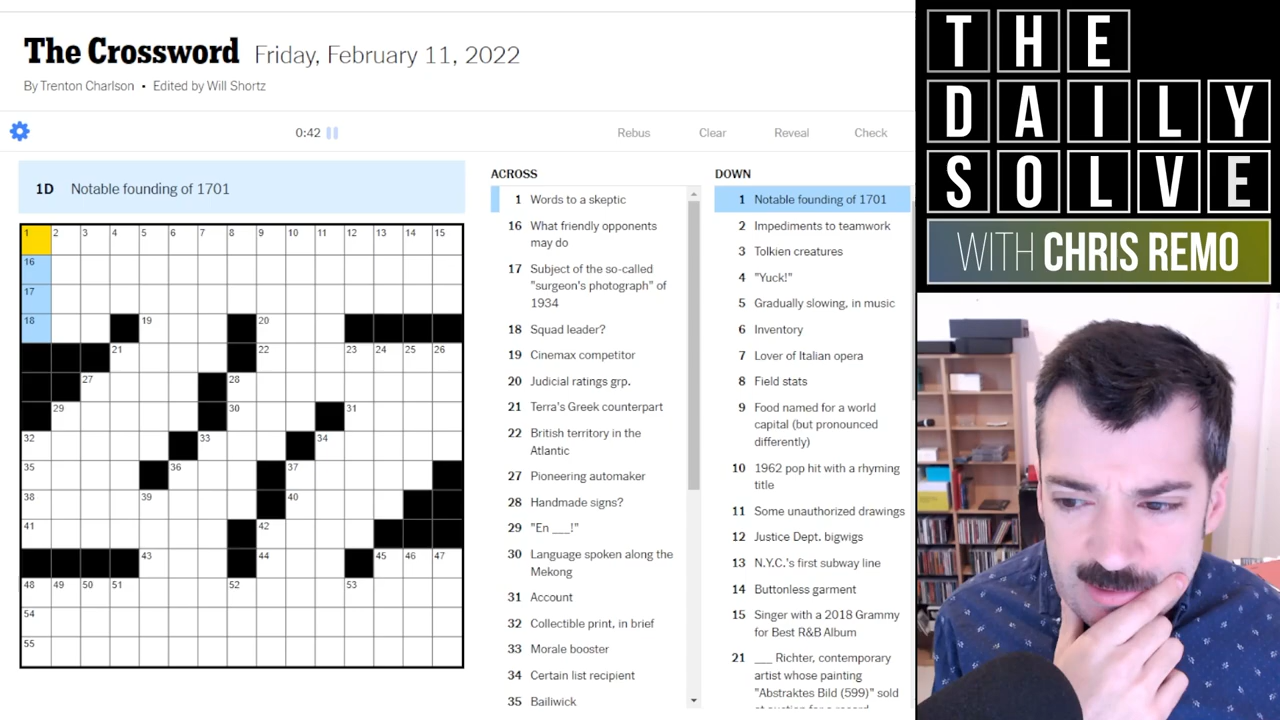 The Crossword Friday, February 11, 2022
By Trenton Charlson • Edited by Will Shortz
0:42
Rebus Clear Reveal Check
1D Notable founding of 1701
1 2 3 4 5 6 7 8 9 10 11 12 13 14 15
16
17
18 19 20
21 22 23 24 25 26
27 28
29 30 31
32 33 34
35 36 37
38 39 40
41 42
43 44 45 46 47
48 49 50 51 52 53
54
55
ACROSS
1 Words to a skeptic
16 What friendly opponents
may do
17 Subject of the so-called
"surgeon's photograph" of
1934
18 Squad leader?
19 Cinemax competitor
20 Judicial ratings grp.
21 Terra's Greek counterpart
22 British territory in the
Atlantic
27 Pioneering automaker
28 Handmade signs?
29 "En ___!"
30 Language spoken along the
Mekong
31 Account
32 Collectible print, in brief
33 Morale booster
34 Certain list recipient
35 Bailiwick
DOWN
1 Notable founding of 1701
2 Impediments to teamwork
3 Tolkien creatures
4 "Yuck!"
5 Gradually slowing, in music
6 Inventory
7 Lover of Italian opera
8 Field stats
9 Food named for a world
capital (but pronounced
differently)
10 1962 pop hit with a rhyming
title
11 Some unauthorized drawings
12 Justice Dept. bigwigs
13 N.Y.C.'s first subway line
14 Buttonless garment
15 Singer with a 2018 Grammy
for Best R&B Album
21 ___ Richter, contemporary
artist whose painting
"Abstraktes Bild (599)" sold
at auction for a record
THE
DAILY
SOLVE
WITH CHRIS REMO